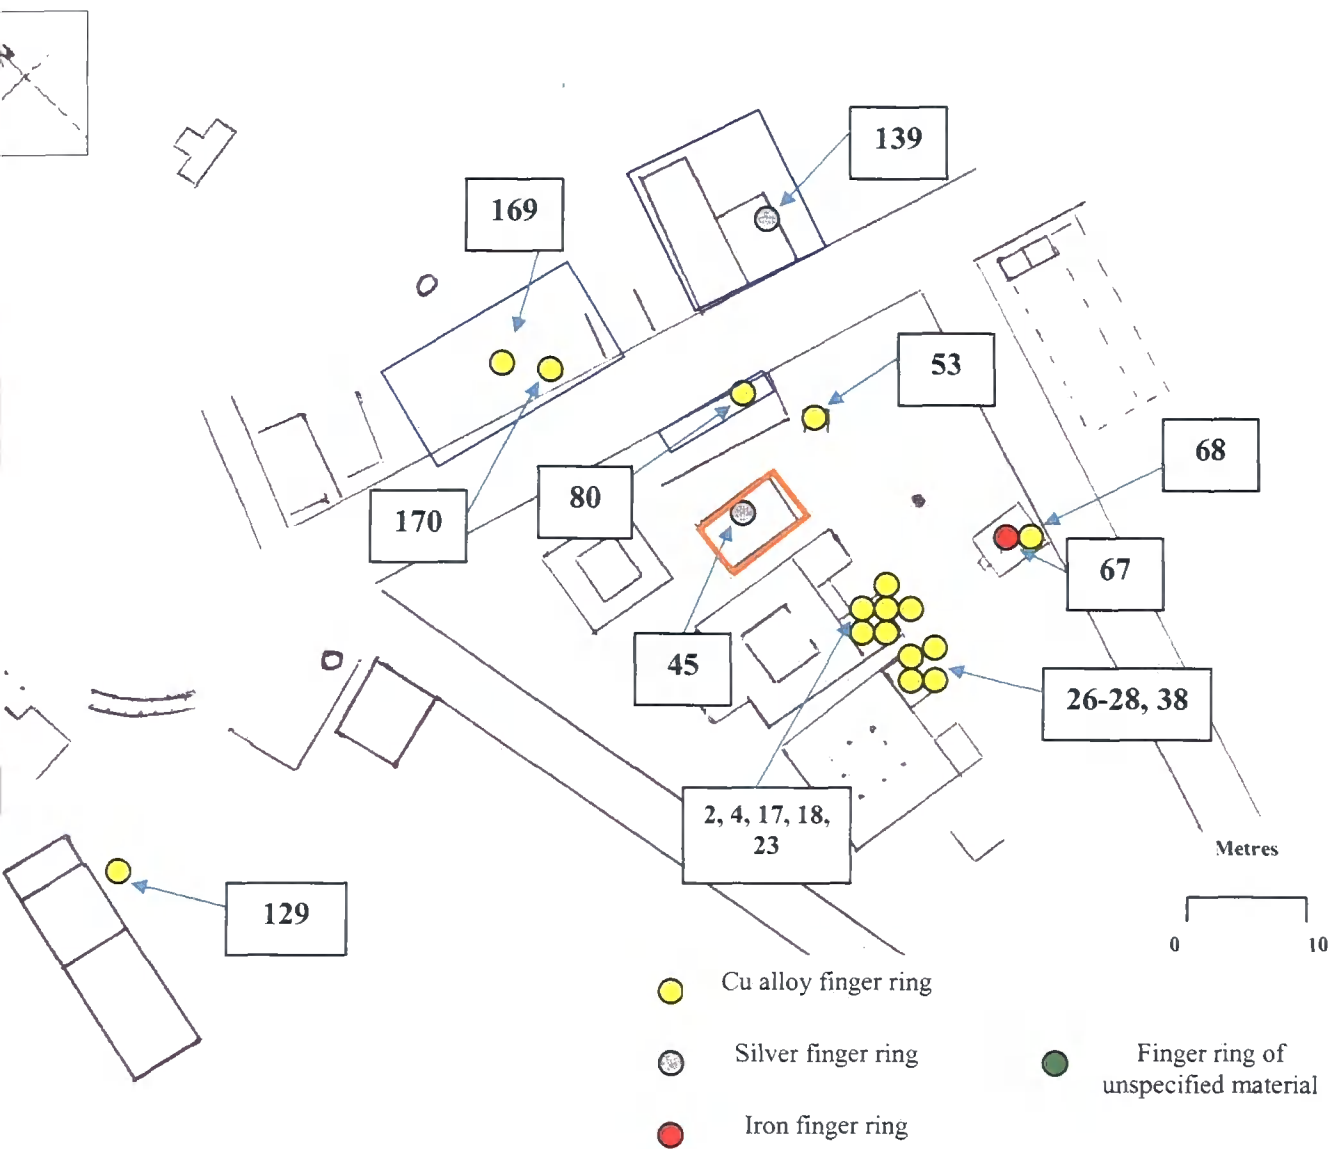 139
169
53
68
80
170
67
45
26-28, 38
2, 4, 17, 18,
23
Metres
129
0
10
Cu alloy finger ring
Silver finger ring
Finger ring of
unspecified material
Iron finger ring